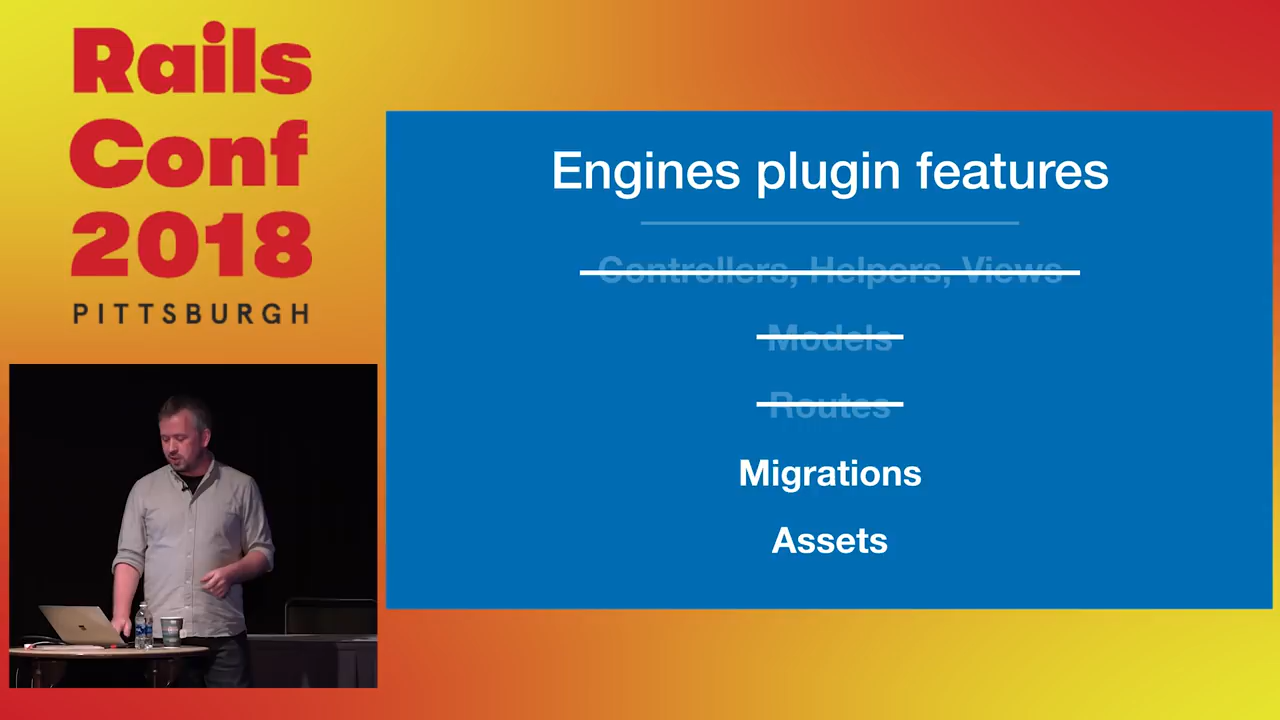 Rails
Conf
2018
PITTSBURGH
Engines plugin features
Controllers, Helpers, Views
Models
Routes
Migrations
Assets